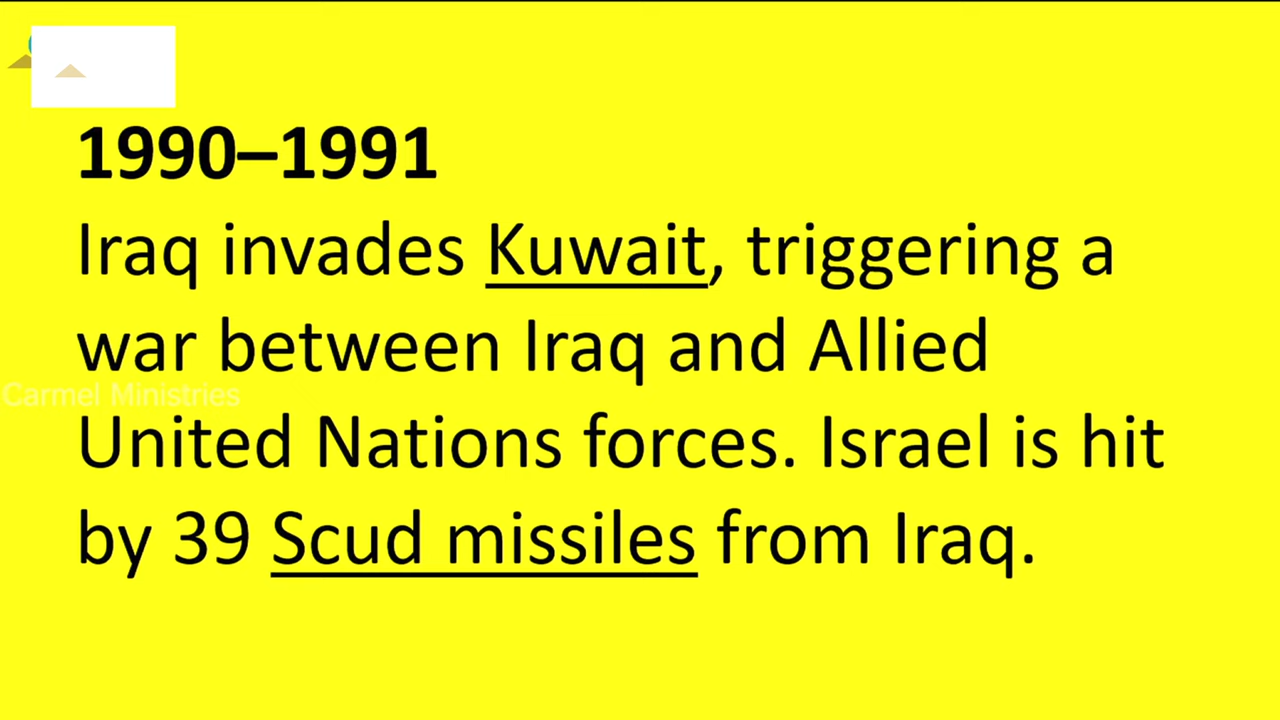 1990–1991
Iraq invades Kuwait, triggering a
war between Iraq and Allied
Carmel Ministries
United Nations forces. Israel is hit
by 39 Scud missiles from Iraq.